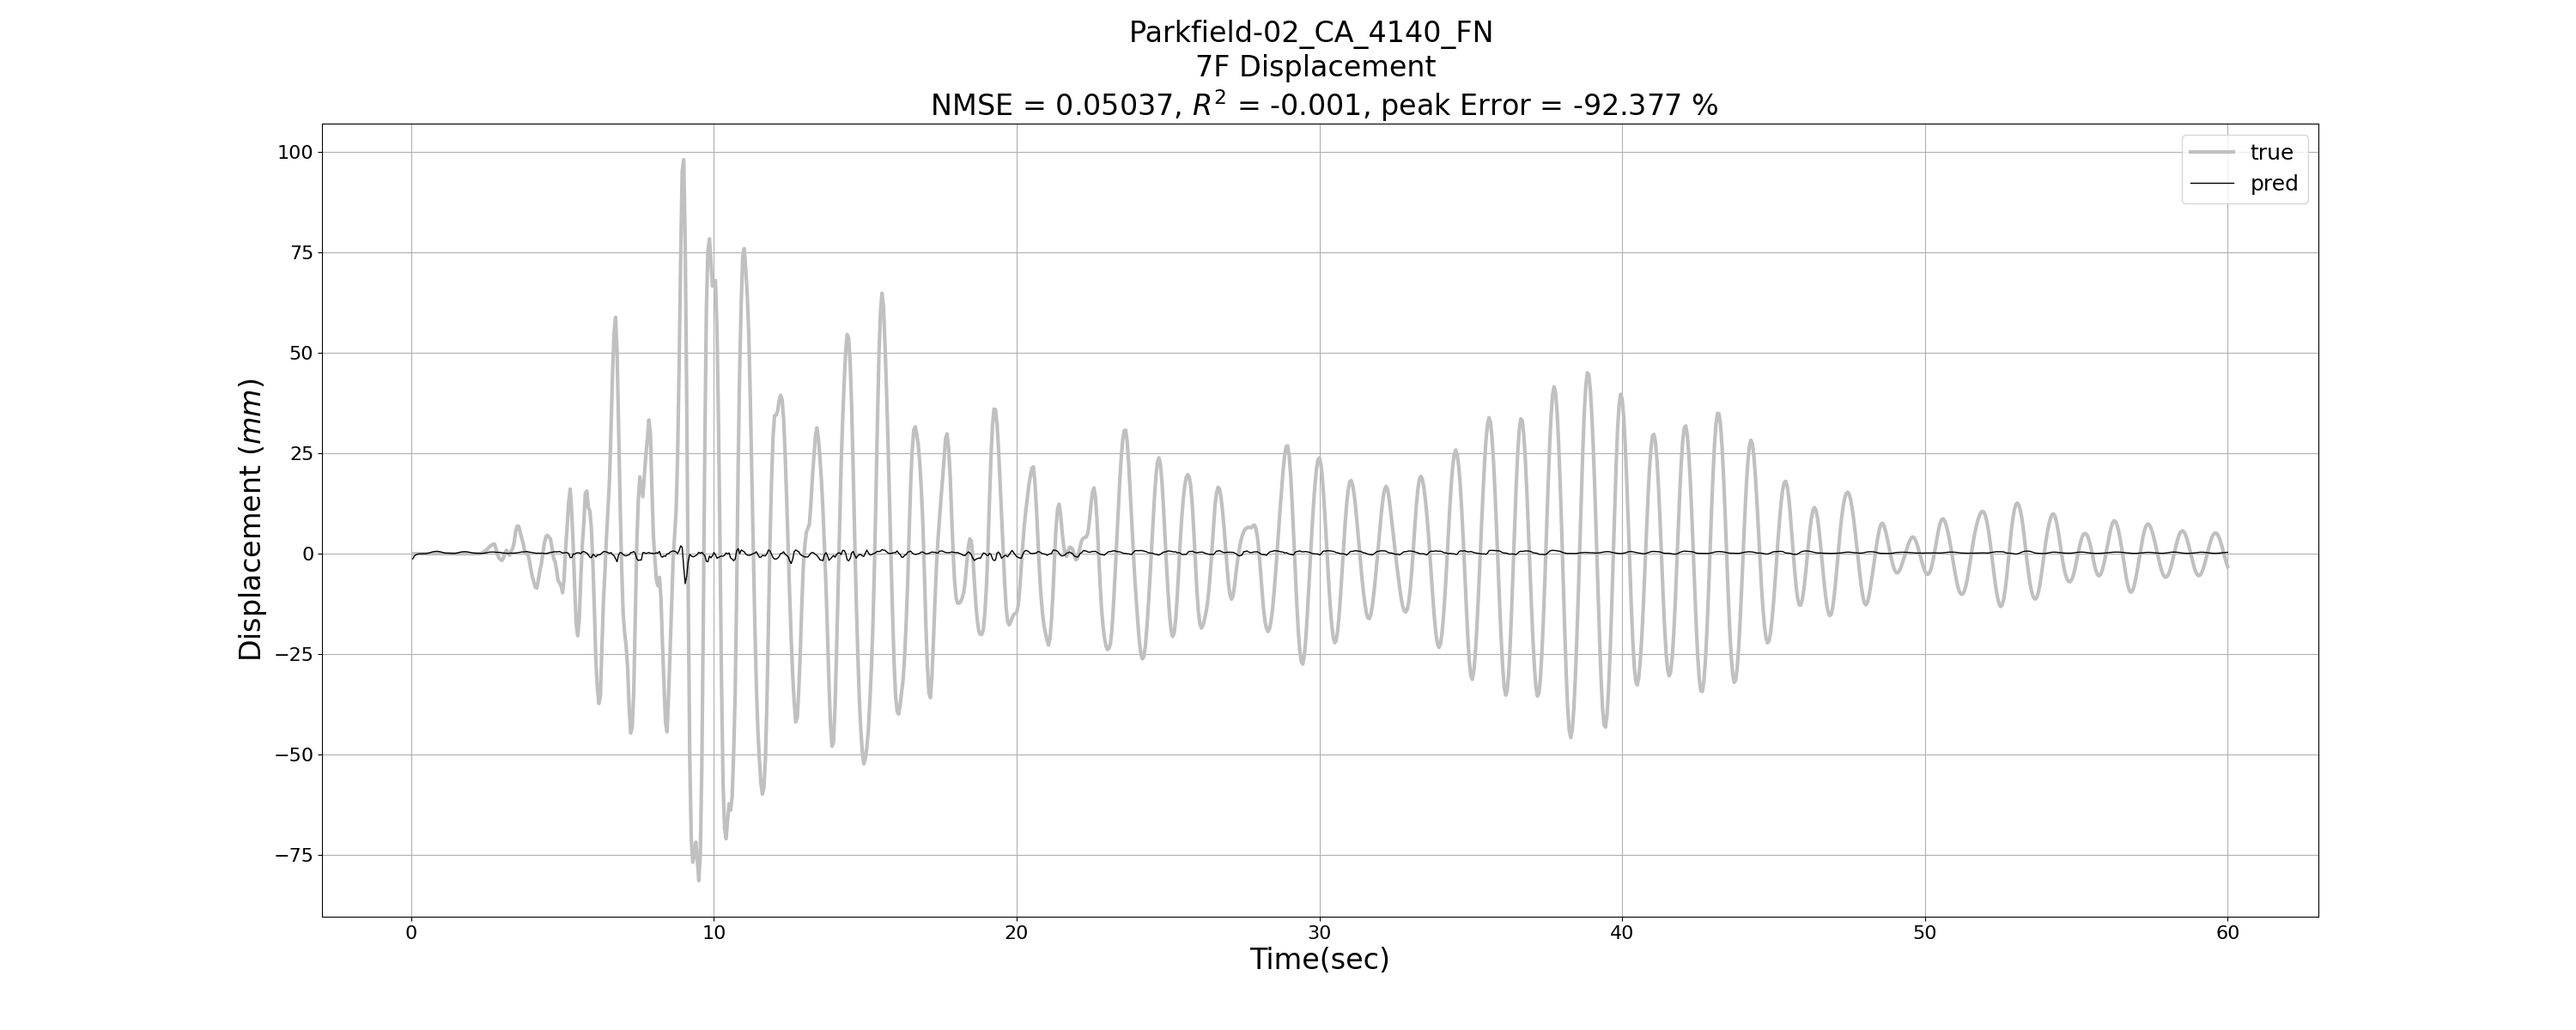 Parkfield-02_CA_4140_FN
7F Displacement
NMSE = 0.05037, R² = -0.001, peak Error = -92.377 %
true
pred
100
75
50
25
0
−25
−50
−75
Displacement (mm)
0 10 20 30 40 50 60
Time(sec)